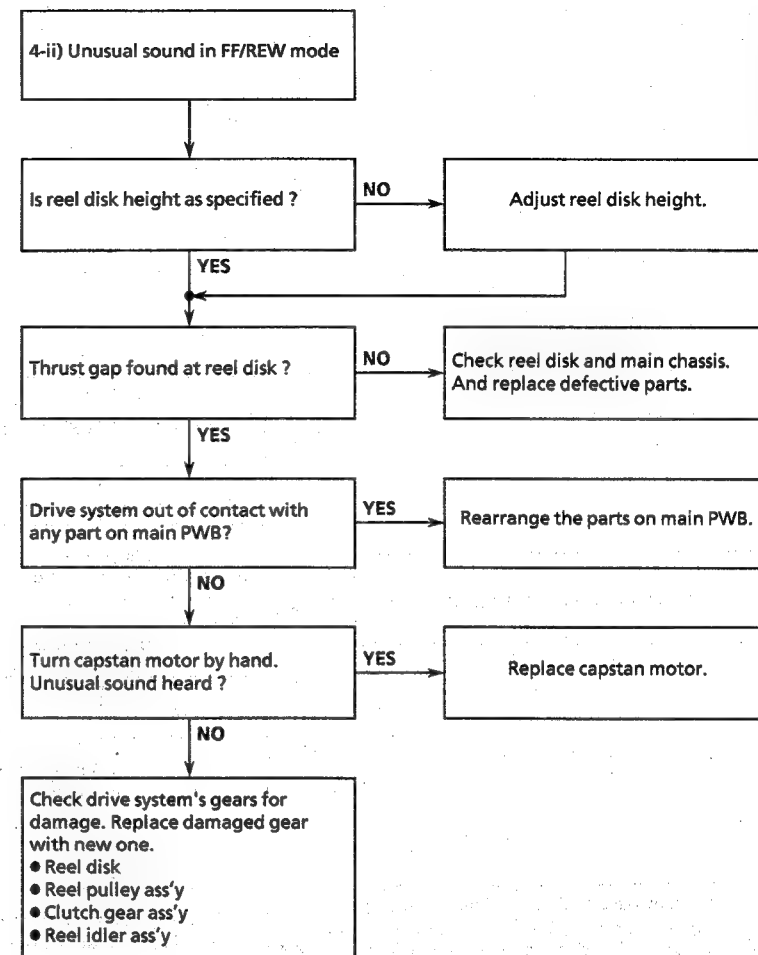 4-ii) Unusual sound in FF/REW mode
Is reel disk height as specified ?
NO
Adjust reel disk height.
YES
Thrust gap found at reel disk ?
NO
Check reel disk and main chassis.
And replace defective parts.
YES
Drive system out of contact with
any part on main PWB?
YES
Rearrange the parts on main PWB.
NO
Turn capstan motor by hand.
Unusual sound heard ?
YES
Replace capstan motor.
NO
Check drive system's gears for
damage. Replace damaged gear
with new one.
● Reel disk
● Reel pulley ass'y
● Clutch gear ass'y
● Reel idler ass'y